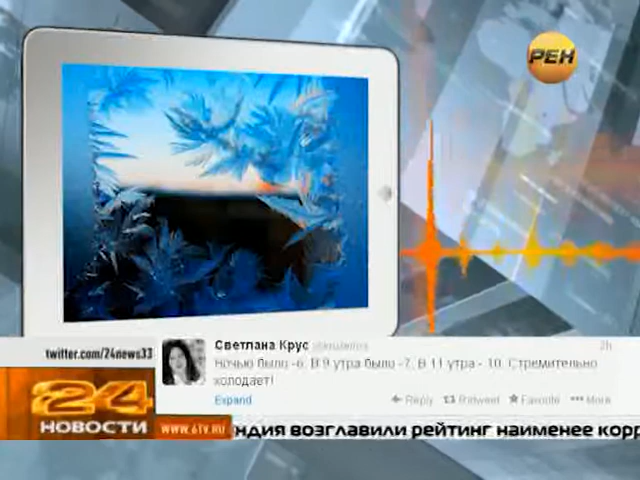 РЕН
twitter.com/24news33
Светлана Крус
2h
Ночью было -6. В 9 утра было -7. В 11 утра - 10. Стремительно
холодает!
Expand
Reply
Retweet
Favorite
More
24
НОВОСТИ
WWW.6TV.RU
ндия возглавили рейтинг наименее корр